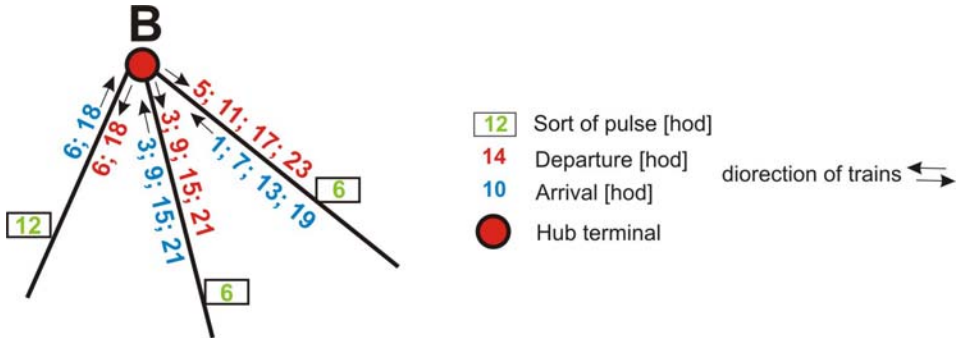 B
6; 18
6; 18
3; 9; 15; 21
3; 9; 15; 21
5; 11; 17; 23
1; 7; 13; 19
12
6
6
12 Sort of pulse [hod]
14 Departure [hod]
10 Arrival [hod]
Hub terminal
diorection of trains